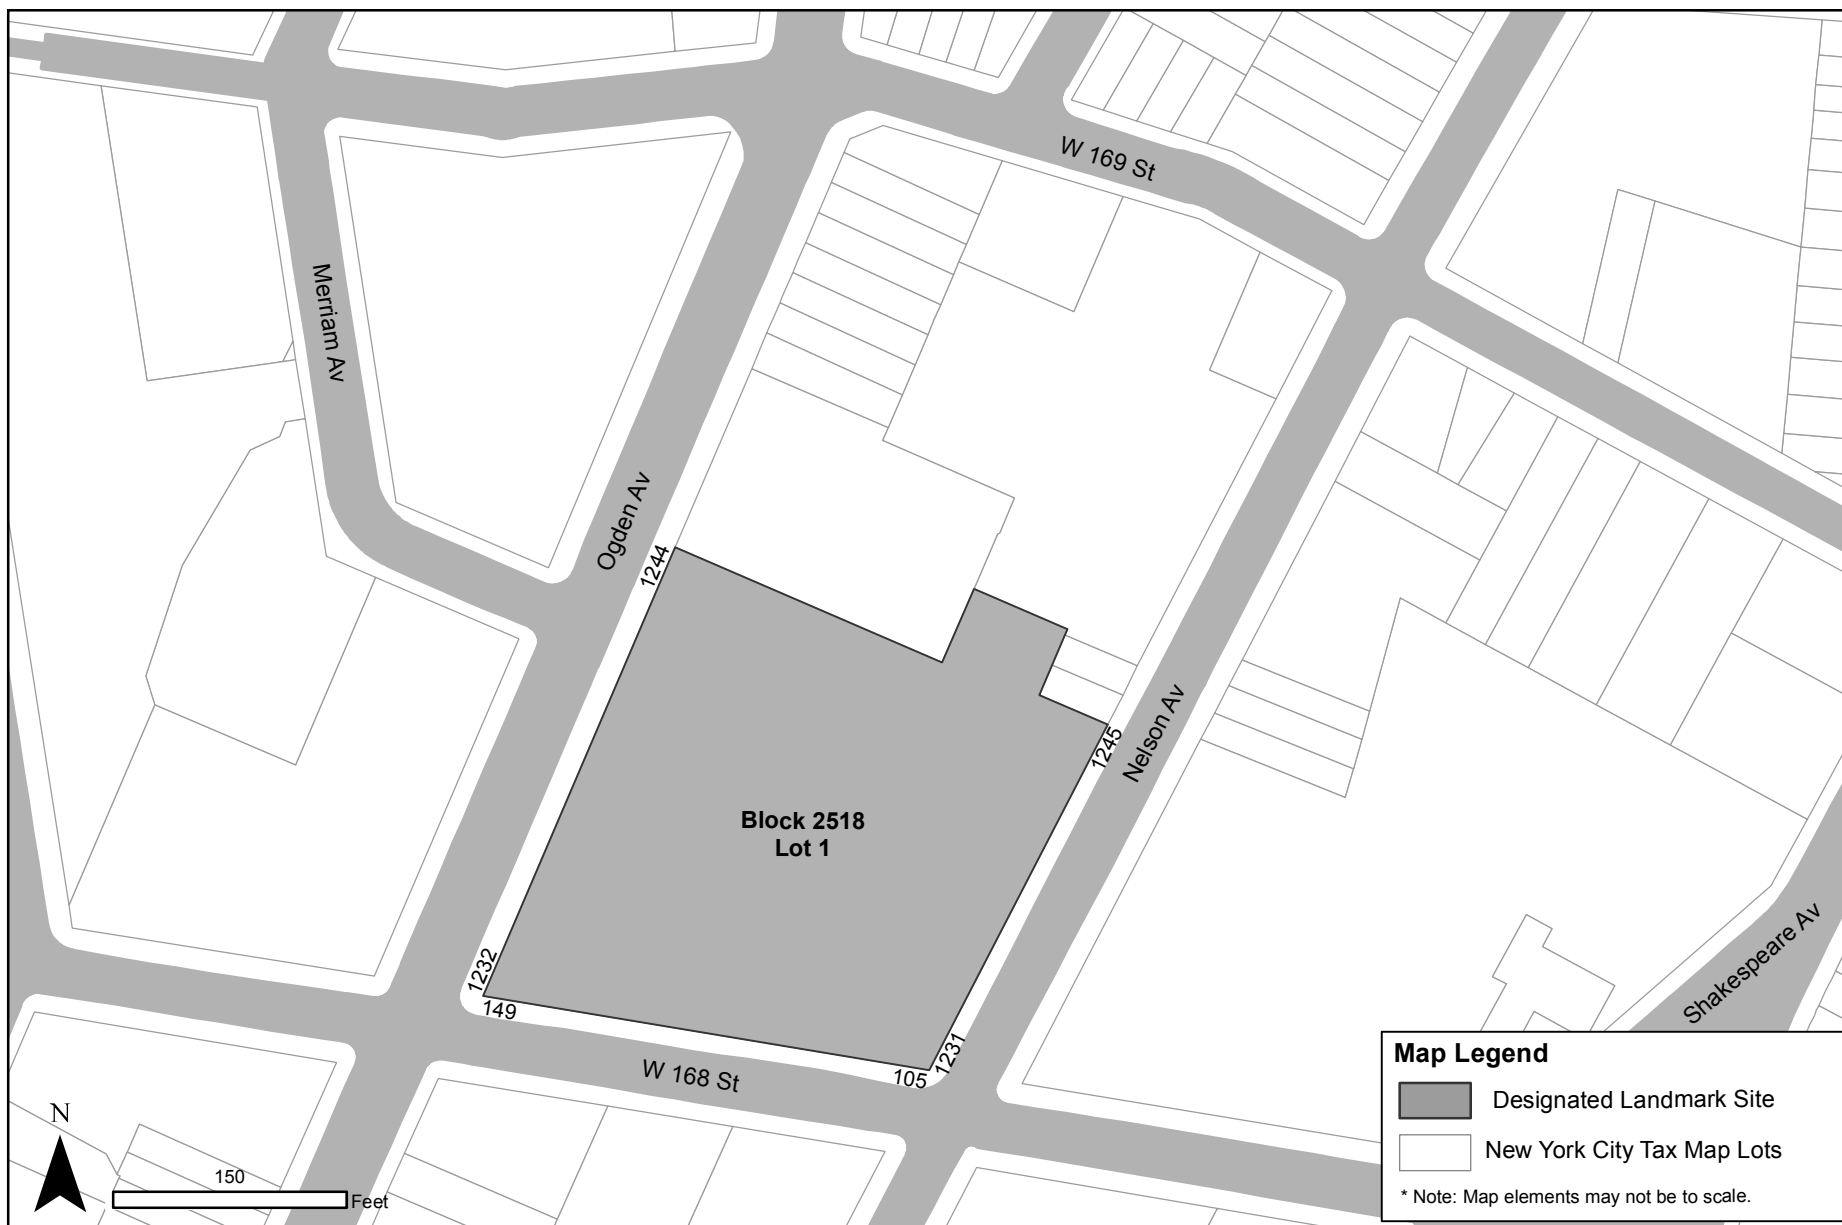 W 169 St
Merriam Av
Ogden Av
1244
Nelson Av
1245
Block 2518
Lot 1
Shakespeare Av
1232
149
1231
105
W 168 St
Map Legend
Designated Landmark Site
New York City Tax Map Lots
* Note: Map elements may not be to scale.
N
150
Feet